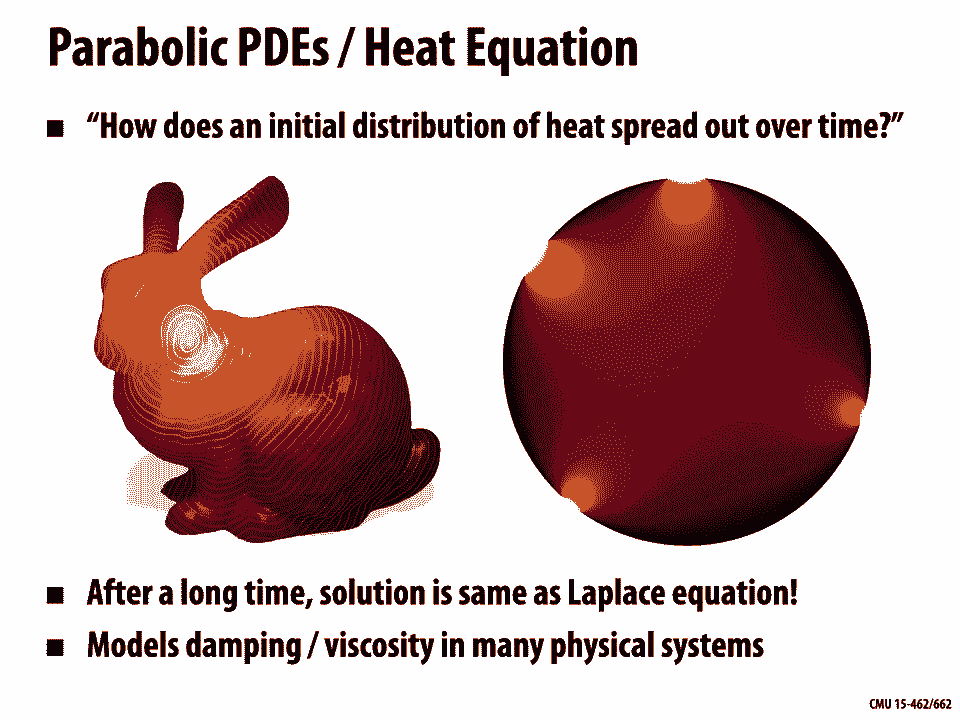 Parabolic PDEs / Heat Equation
■ “How does an initial distribution of heat spread out over time?”
■ After a long time, solution is same as Laplace equation!
■ Models damping / viscosity in many physical systems
CMU 15-462/662